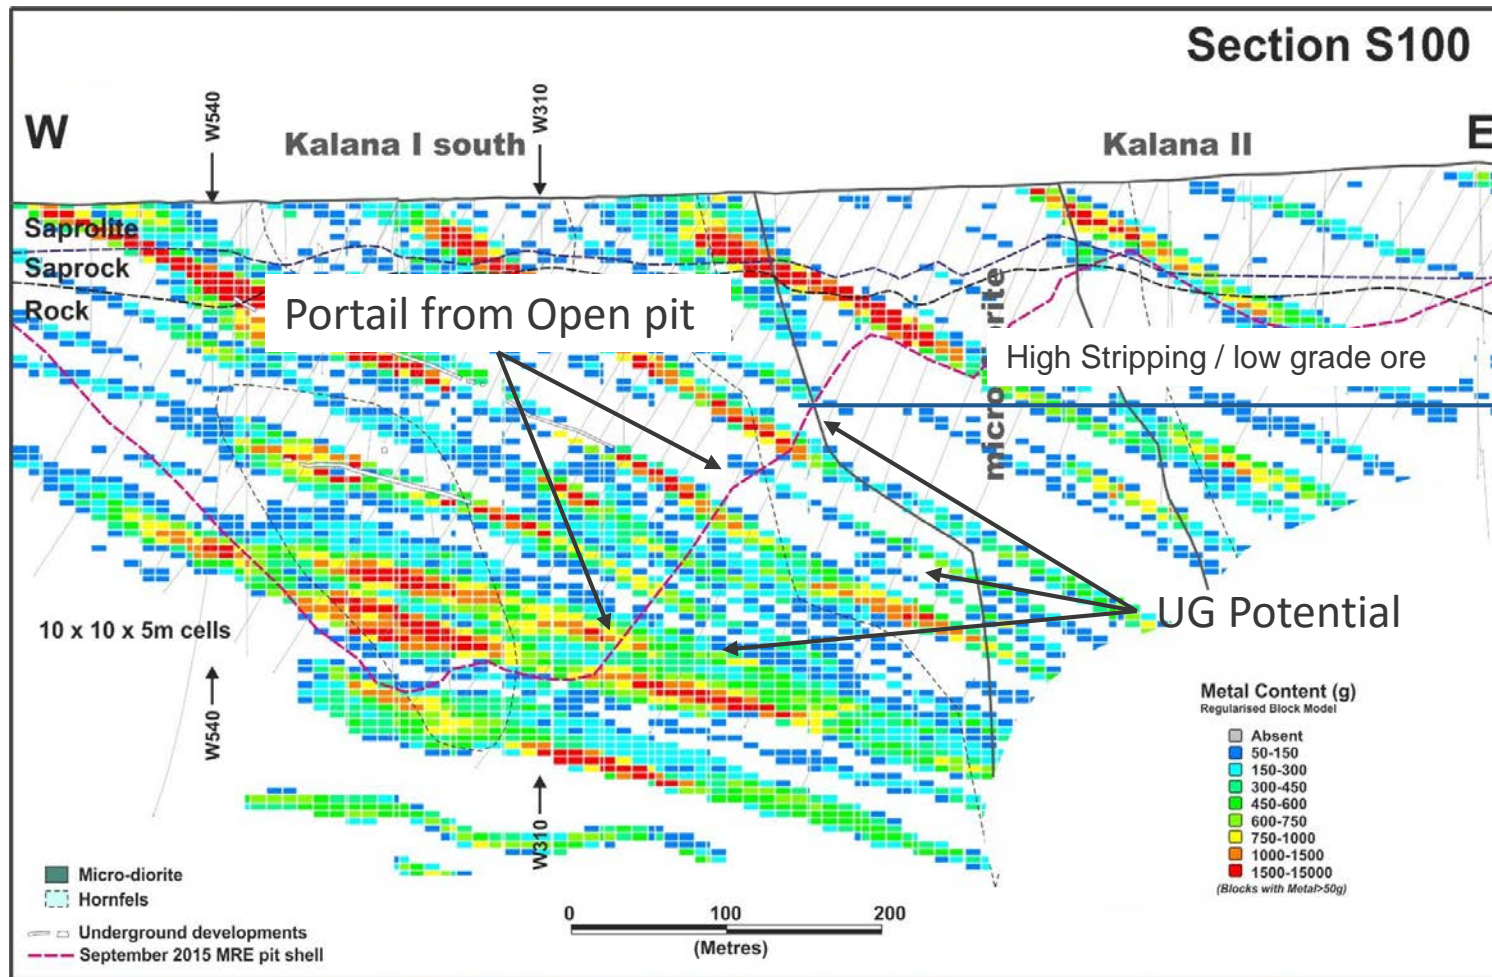 Section S100
W
W540
Kalana I south
W310
Kalana II
E
Saprolite
Saprock
Rock
Portail from Open pit
High Stripping / low grade ore
UG Potential
10 x 10 x 5m cells
W540
W310
Metal Content (g)
Regularised Block Model
Absent
50-150
150-300
300-450
450-600
600-750
750-1000
1000-1500
1500-15000
(Blocks with Metal>50g)
Micro-diorite
Hornfels
Underground developments
September 2015 MRE pit shell
0 100 200
(Metres)